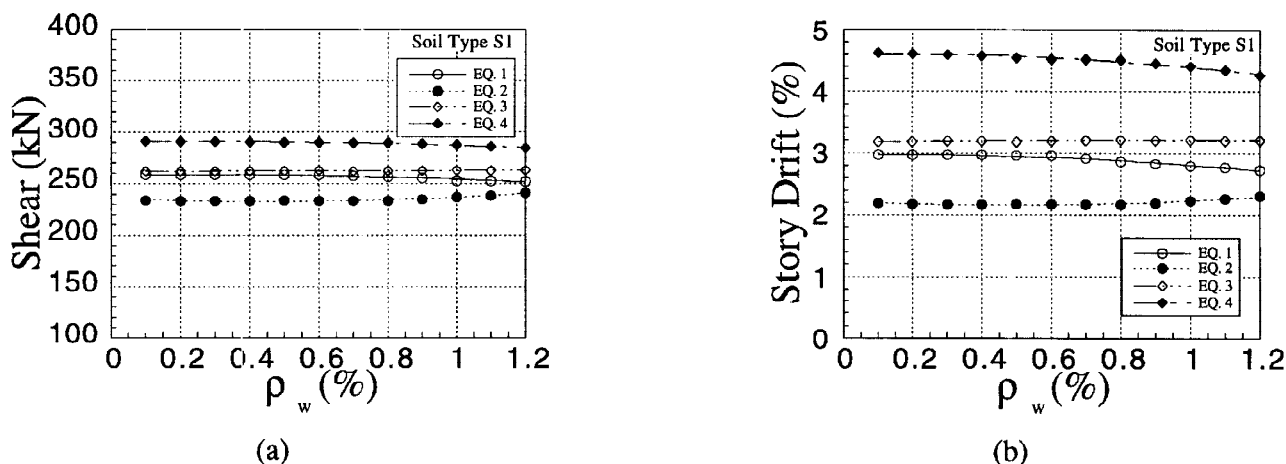 400
350
300
250
200
150
100
Shear (kN)
Soil Type S1
EQ. 1
EQ. 2
EQ. 3
EQ. 4
0 0.2 0.4 0.6 0.8 1 1.2
ρ w (%)
(a)
5
4
3
2
1
0
Story Drift (%)
Soil Type S1
EQ. 1
EQ. 2
EQ. 3
EQ. 4
0 0.2 0.4 0.6 0.8 1 1.2
ρ w (%)
(b)